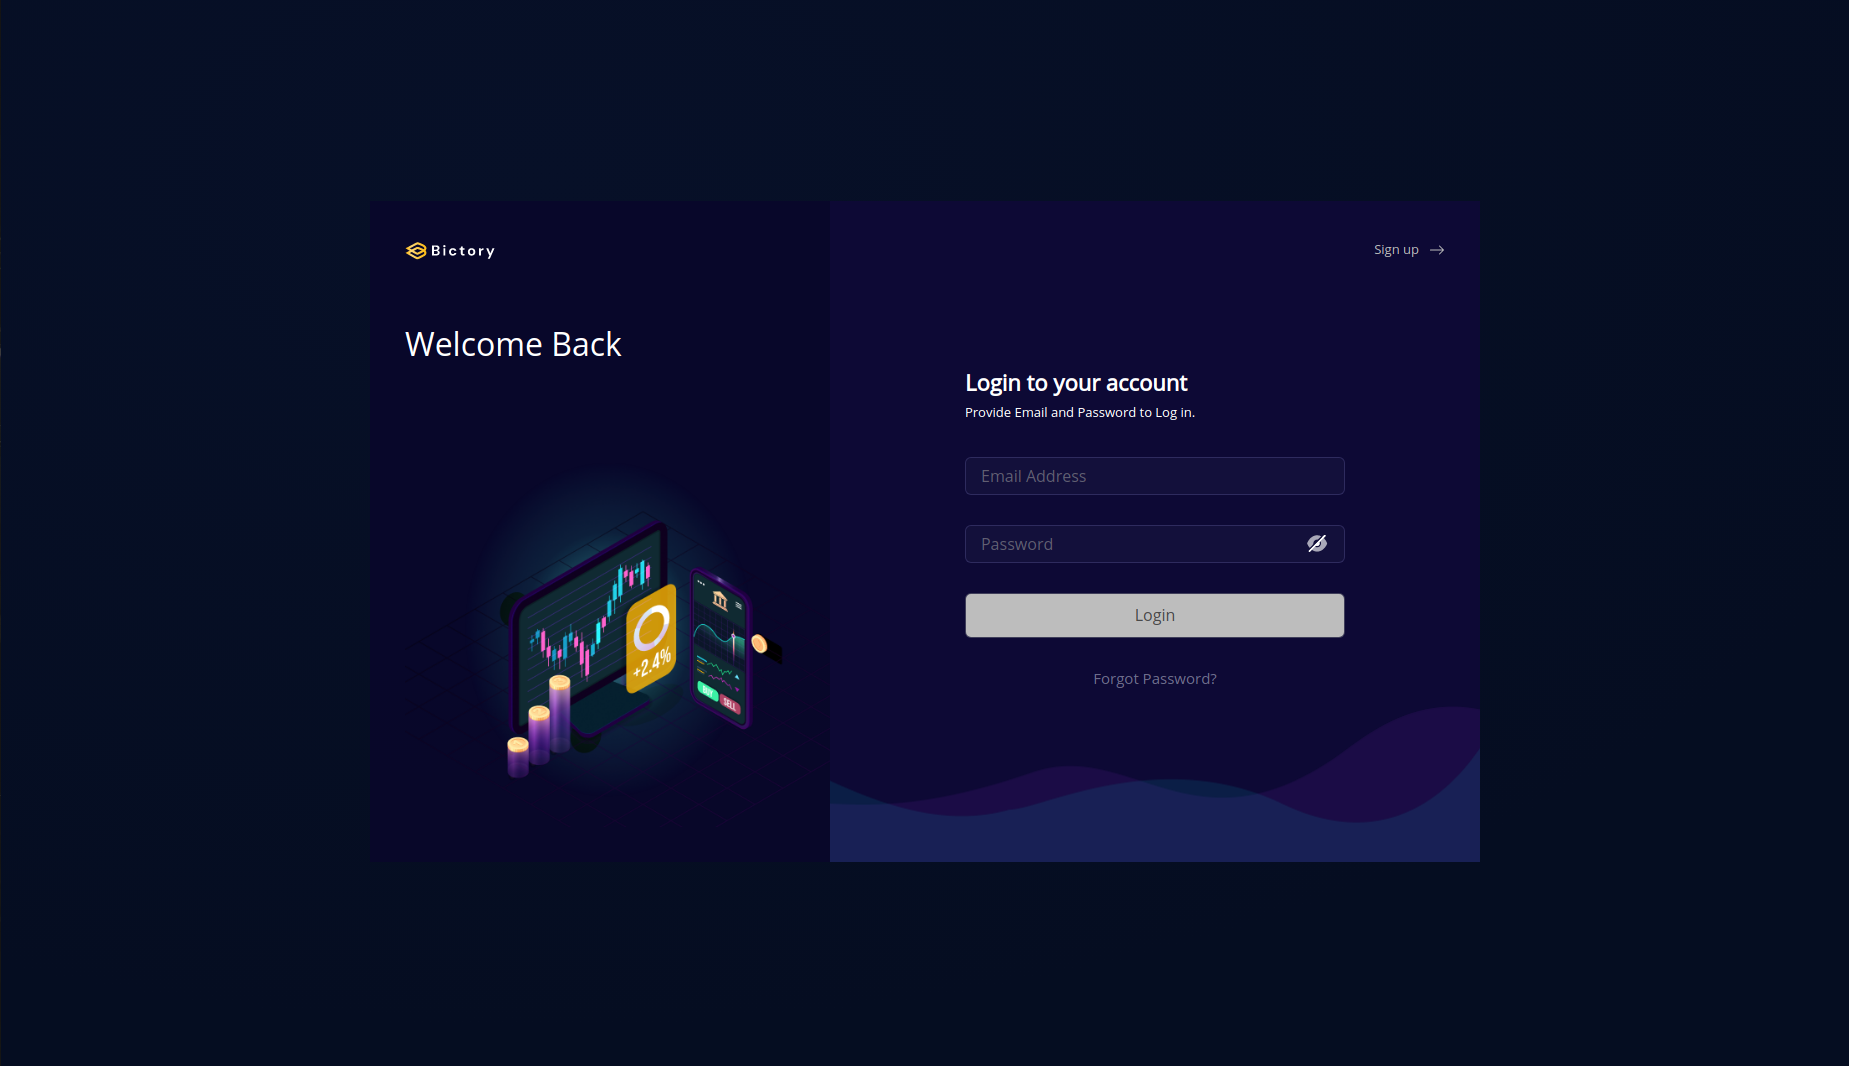 Bictory
Sign up
Welcome Back
Login to your account
Provide Email and Password to Log in.
Email Address
Password
Login
Forgot Password?
+2.4%
BUY
SELL